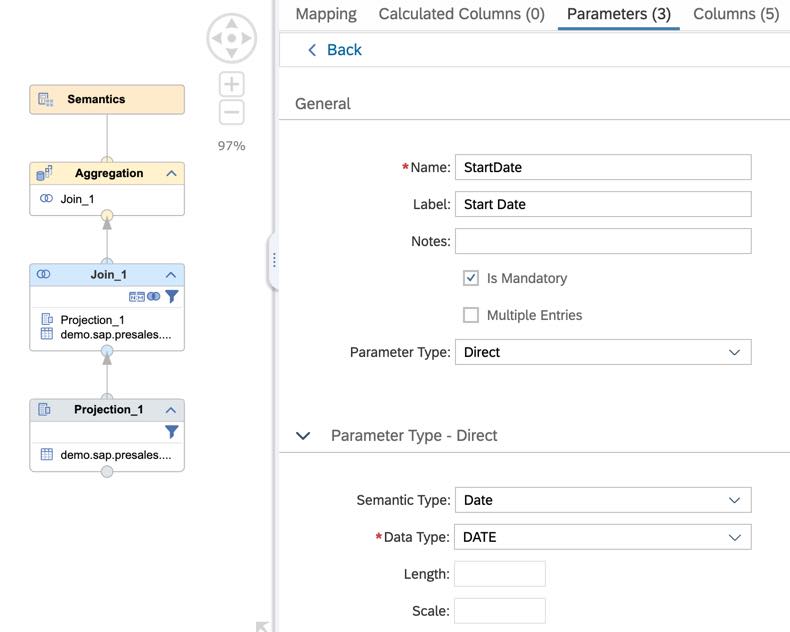 Mapping Calculated Columns (0) Parameters (3) Columns (5)
Back
General
*Name: StartDate
Label: Start Date
Notes:
Is Mandatory
Multiple Entries
Parameter Type: Direct
Parameter Type - Direct
Semantic Type: Date
*Data Type: DATE
Length:
Scale:
97%
Semantics
Aggregation
Join_1
Join_1
Projection_1
demo.sap.presales....
Projection_1
demo.sap.presales....